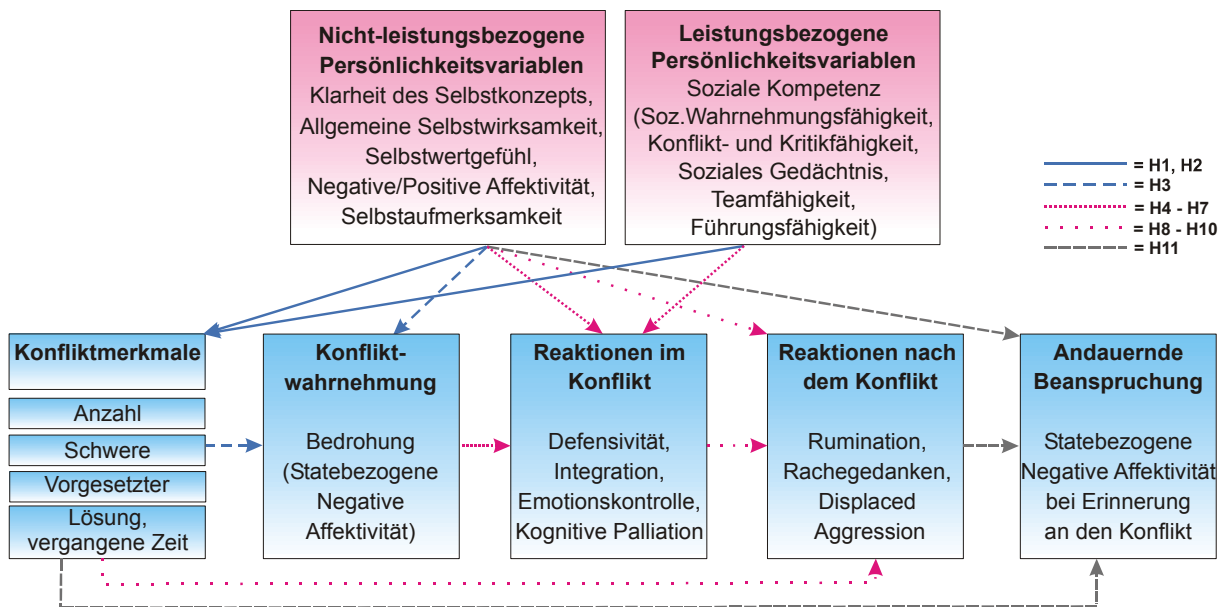 Nicht-leistungsbezogene
Persönlichkeitsvariablen
Klarheit des Selbstkonzepts,
Allgemeine Selbstwirksamkeit,
Selbstwertgefühl,
Negative/Positive Affektivität,
Selbstaufmerksamkeit
Leistungsbezogene
Persönlichkeitsvariablen
Soziale Kompetenz
(Soz.Wahrnehmungsfähigkeit,
Konflikt- und Kritikfähigkeit,
Soziales Gedächtnis,
Teamfähigkeit,
Führungsfähigkeit)
= H1, H2
= H3
= H4 - H7
= H8 - H10
= H11
Konfliktmerkmale
Anzahl
Schwere
Vorgesetzter
Lösung,
vergangene Zeit
Konflikt-
wahrnehmung
Bedrohung
(Statebezogene
Negative
Affektivität)
Reaktionen im
Konflikt
Defensivität,
Integration,
Emotionskontrolle,
Kognitive Palliation
Reaktionen nach
dem Konflikt
Rumination,
Rachegedanken,
Displaced
Aggression
Andauernde
Beanspruchung
Statebezogene
Negative Affektivität
bei Erinnerung
an den Konflikt